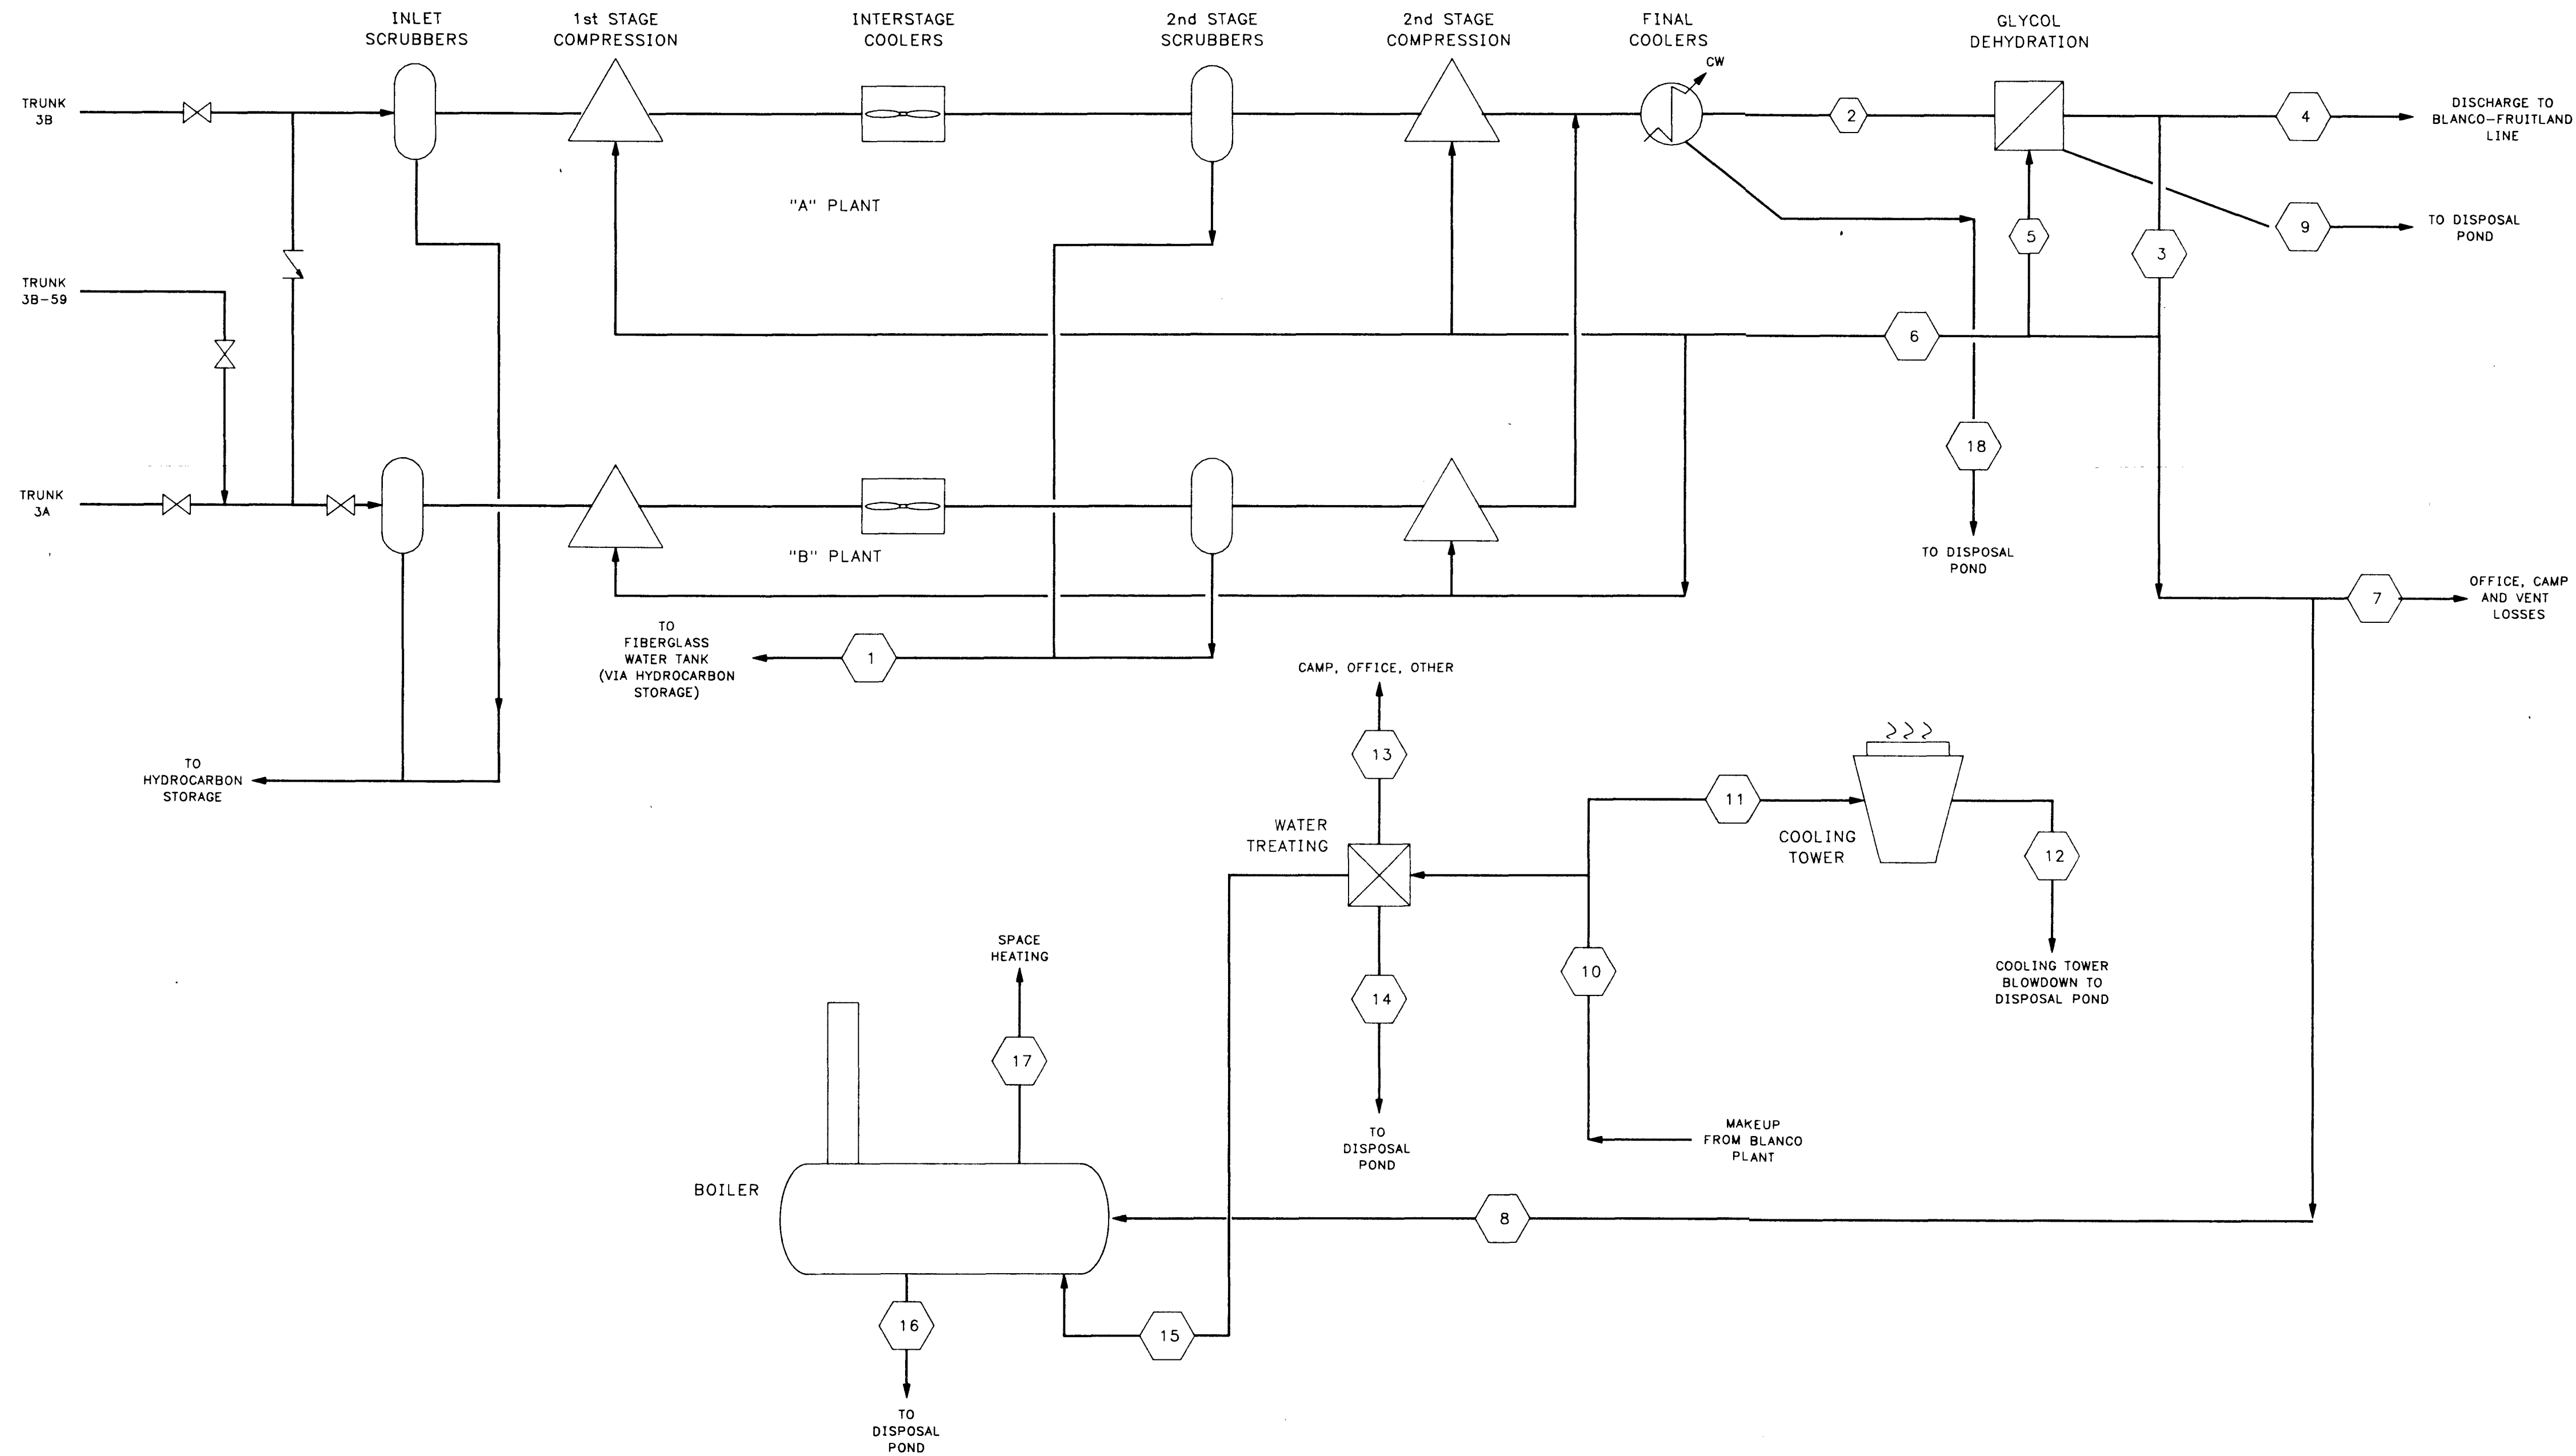 INLET
SCRUBBERS
1st STAGE
COMPRESSION
INTERSTAGE
COOLERS
2nd STAGE
SCRUBBERS
2nd STAGE
COMPRESSION
FINAL
COOLERS
GLYCOL
DEHYDRATION
CW
TRUNK
3B
2
4
DISCHARGE TO
BLANCO-FRUITLAND
LINE
"A" PLANT
5
3
9
TO DISPOSAL
POND
TRUNK
3B-59
6
18
TO DISPOSAL
POND
TRUNK
3A
"B" PLANT
7
OFFICE, CAMP
AND VENT
LOSSES
TO
FIBERGLASS
WATER TANK
(VIA HYDROCARBON
STORAGE)
1
CAMP, OFFICE, OTHER
13
TO
HYDROCARBON
STORAGE
WATER
TREATING
11
COOLING
TOWER
12
COOLING TOWER
BLOWDOWN TO
DISPOSAL POND
SPACE
HEATING
14
10
17
TO
DISPOSAL
POND
MAKEUP
FROM BLANCO
PLANT
BOILER
8
16
15
TO
DISPOSAL
POND